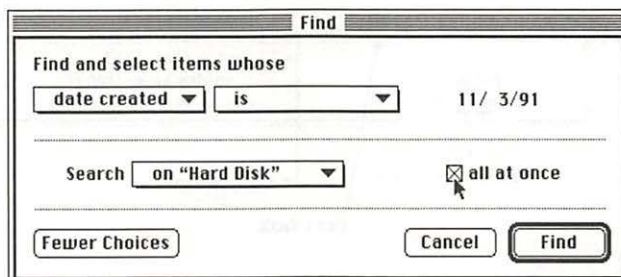 Find
Find and select items whose
date created is 11/ 3/91
Search on “Hard Disk” all at once
Fewer Choices Cancel Find